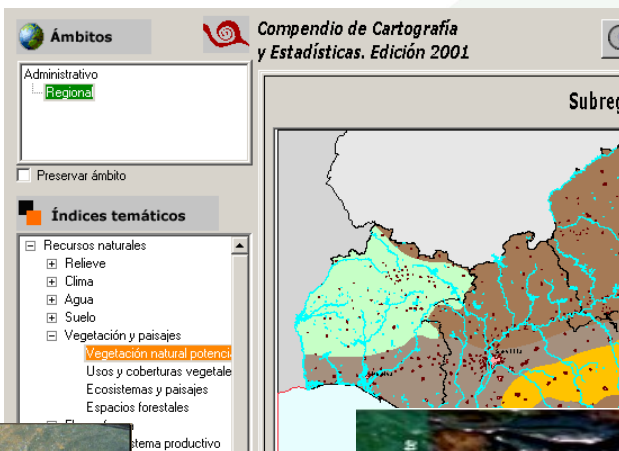 Ámbitos
Compendio de Cartografía
y Estadísticas. Edición 2001
Administrativo
Regional
Subreg
Preservar ámbito
Índices temáticos
Recursos naturales
Relieve
Clima
Agua
Suelo
Vegetación y paisajes
Vegetación natural potenci
Usos y coberturas vegetale
Ecosistemas y paisajes
Espacios forestales
stema productivo